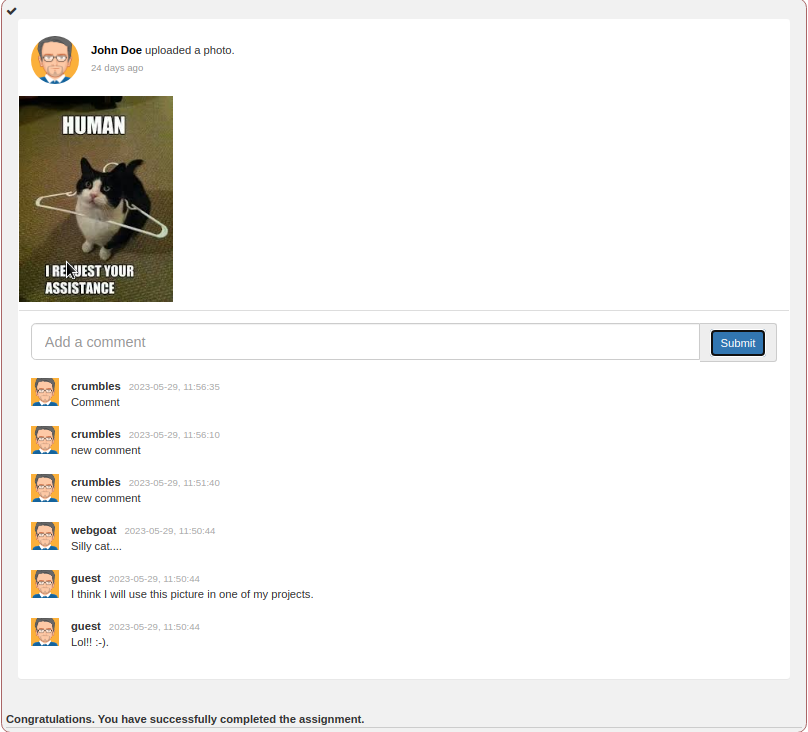 John Doe uploaded a photo.
24 days ago
HUMAN
I REQUEST YOUR
ASSISTANCE
Add a comment
Submit
crumbles 2023-05-29, 11:56:35
Comment
crumbles 2023-05-29, 11:56:10
new comment
crumbles 2023-05-29, 11:51:40
new comment
webgoat 2023-05-29, 11:50:44
Silly cat....
guest 2023-05-29, 11:50:44
I think I will use this picture in one of my projects.
guest 2023-05-29, 11:50:44
Lol!! :-).
Congratulations. You have successfully completed the assignment.